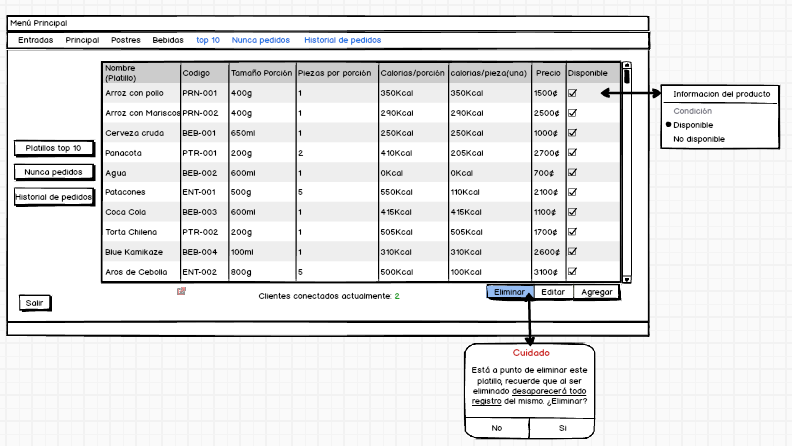 Menú Principal
Entradas Principal Postres Bebidas top 10 Nunca pedidos Historial de pedidos
Nombre (Platillo) Codigo Tamaño Porción Piezas por porción Calorias/porción calorias/pieza(una) Precio Disponible
Arroz con pollo PRN-001 400g 1 350Kcal 350Kcal 1500¢
Arroz con Mariscos PRN-002 400g 1 290Kcal 290Kcal 2500¢
Cerveza cruda BEB-001 650ml 1 250Kcal 250Kcal 1000¢
Panacota PTR-001 200g 2 410Kcal 205Kcal 2700¢
Agua BEB-002 600ml 1 0Kcal 0Kcal 700¢
Patacones ENT-001 500g 5 550Kcal 110Kcal 2100¢
Coca Cola BEB-003 600ml 1 415Kcal 415Kcal 1100¢
Torta Chilena PTR-002 200g 1 505Kcal 505Kcal 1700¢
Blue Kamikaze BEB-004 100ml 1 310Kcal 310Kcal 2600¢
Aros de Cebolla ENT-002 800g 5 500Kcal 100Kcal 3100¢
Platillos top 10
Nunca pedidos
Historial de pedidos
Salir
Clientes conectados actualmente: 2
Eliminar Editar Agregar
Informacion del producto
Condición
Disponible
No disponible
Cuidado
Está a punto de eliminar este
platillo, recuerde que al ser
eliminado desaparecerá todo
registro del mismo. ¿Eliminar?
No Si